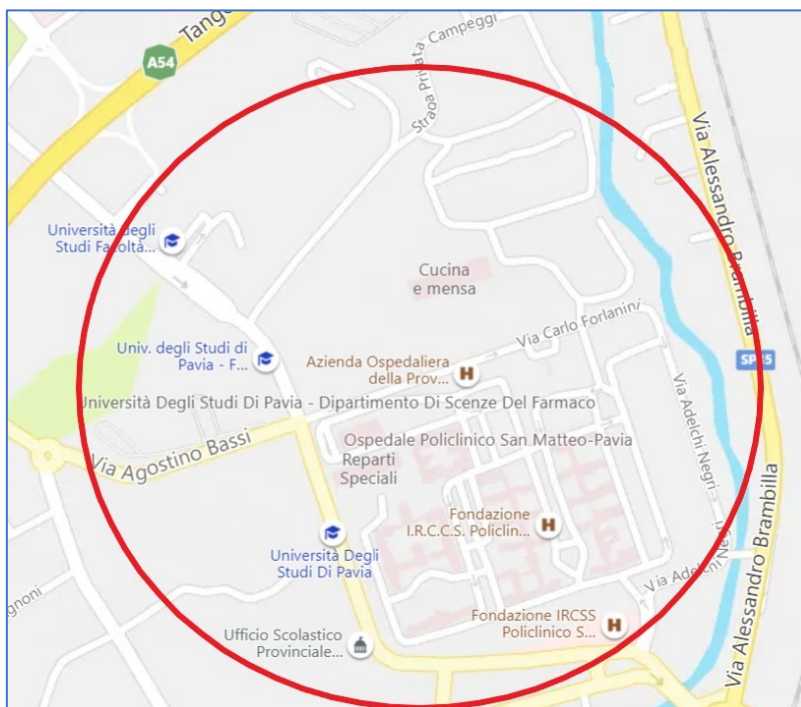 Campeggi
Tange
A54
Strada Privata
Via Alessandro Brambilla
Università degli
Studi Facoltà...
Cucina
e mensa
Via Carlo Forlanini
Univ. degli Studi di
Pavia - F...
Azienda Ospedaliera
della Prov...
H
Università Degli Studi Di Pavia - Dipartimento Di Scenze Del Farmaco
Via Adelchi Negri
Via Agostino Bassi
Ospedale Policlinico San Matteo-Pavia
Reparti
Speciali
Fondazione
I.R.C.C.S. Policlin...
H
Università Degli
Studi Di Pavia
Via Adelchi Negri
gnoni
Ufficio Scolastico
Provinciale...
Fondazione IRCSS
Policlinico S...
H
Via Alessandro Brambilla